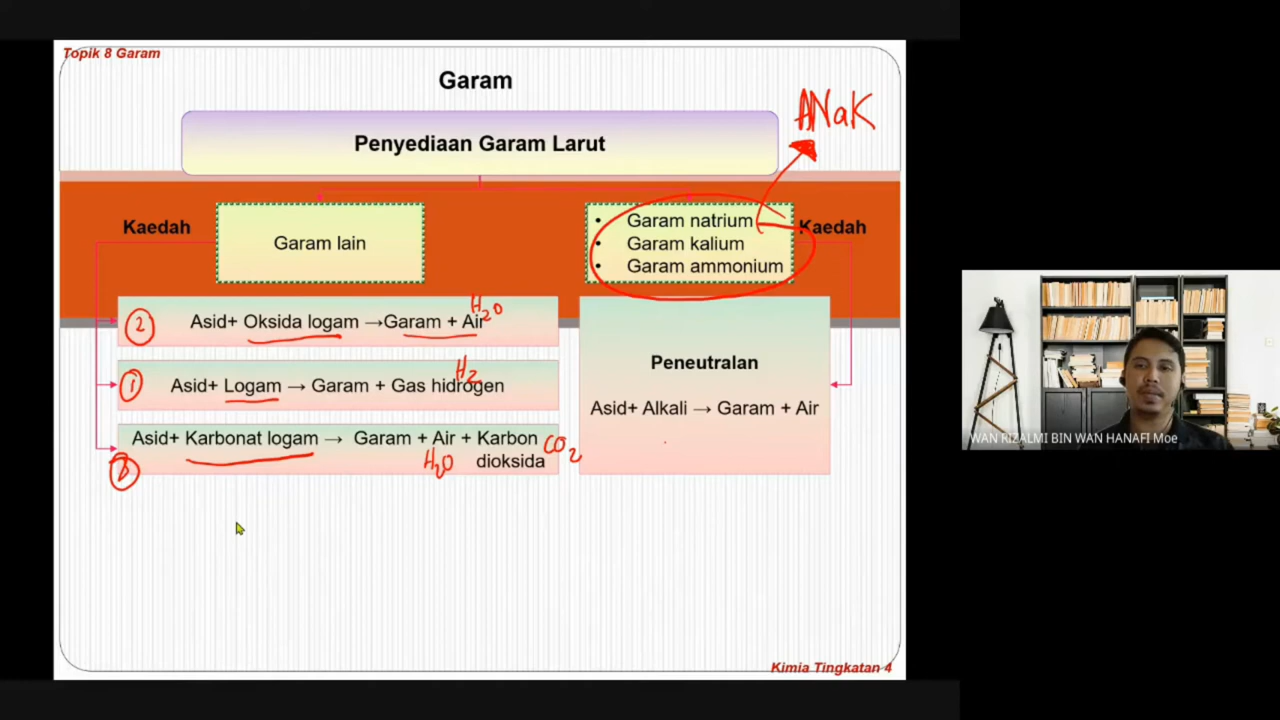 Topik 8 Garam
Garam
ANaK
Penyediaan Garam Larut
Kaedah
Garam lain
• Garam natrium
• Garam kalium
• Garam ammonium
Kaedah
② Asid+ Oksida logam →Garam + Air H₂O
① Asid+ Logam → Garam + Gas hidrogen H₂
Asid+ Karbonat logam → Garam + Air + Karbon
H₂O dioksida CO₂
Peneutralan
Asid+ Alkali → Garam + Air
WAN RIZALMI BIN WAN HANAFI Moe
Kimia Tingkatan 4